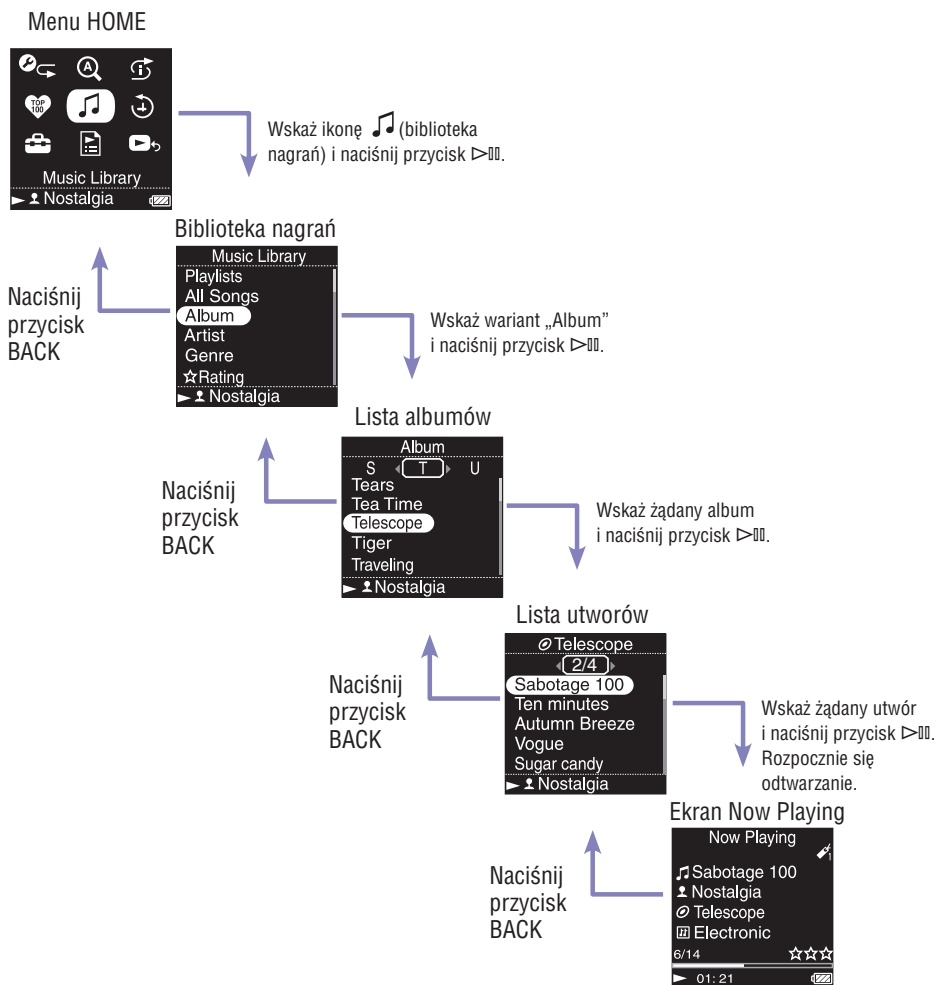 Menu HOME
A
i
TOP
100
Music Library
Nostalgia
Wskaż ikonę (biblioteka
nagrań) i naciśnij przycisk.
Biblioteka nagrań
Music Library
Playlists
All Songs
Album
Artist
Genre
☆Rating
Nostalgia
Naciśnij
przycisk
BACK
Wskaż wariant „Album”
i naciśnij przycisk.
Lista albumów
Album
S T U
Tears
Tea Time
Telescope
Tiger
Traveling
Nostalgia
Naciśnij
przycisk
BACK
Wskaż żądany album
i naciśnij przycisk.
Lista utworów
Telescope
2/4
Sabotage 100
Ten minutes
Autumn Breeze
Vogue
Sugar candy
Nostalgia
Naciśnij
przycisk
BACK
Wskaż żądany utwór
i naciśnij przycisk.
Rozpocznie się
odtwarzanie.
Ekran Now Playing
Now Playing
1
Sabotage 100
Nostalgia
Telescope
Electronic
6/14 ☆☆☆
01: 21
Naciśnij
przycisk
BACK